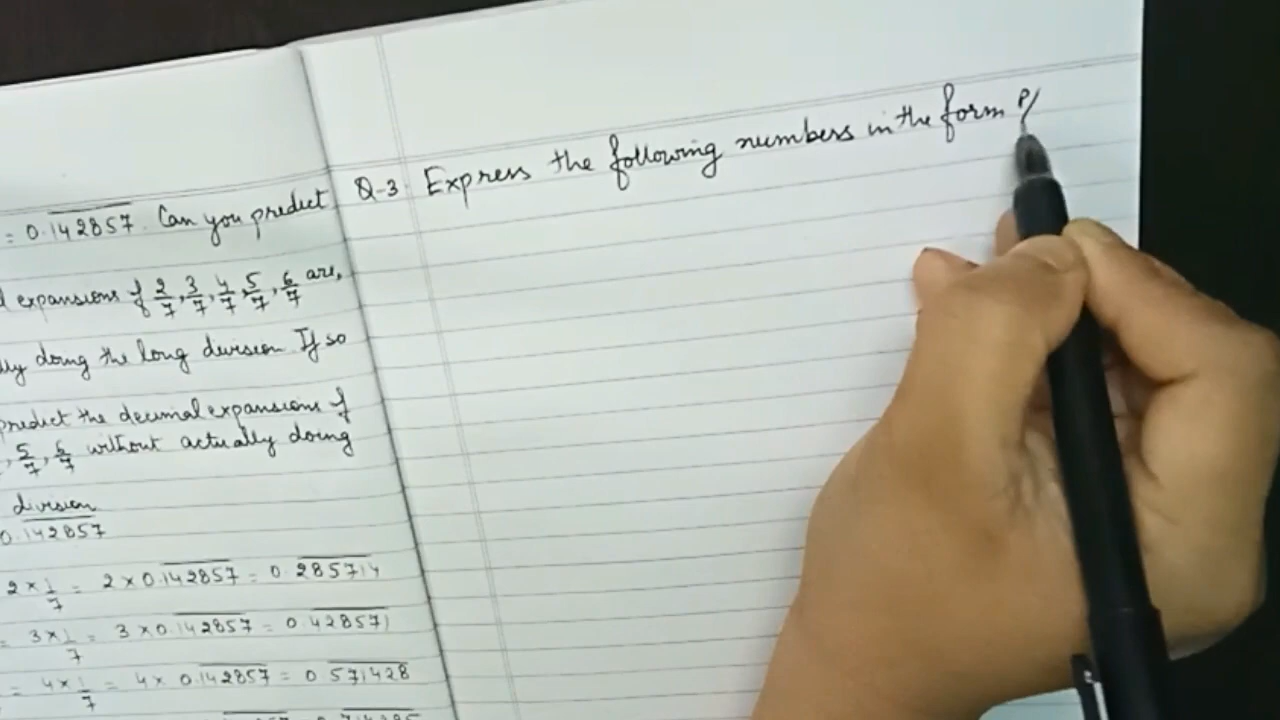 = 0.142857. Can you predict
expansions of 2/7, 3/7, 4/7, 5/7, 6/7 are,
doing the long division If so
predict the decimal expansions of
, 5/7, 6/7 without actually doing
division
0.142857
2 × 1/7 = 2 × 0.142857 = 0.285714
= 3 × 1/7 = 3 × 0.142857 = 0.428571
= 4 × 1/7 = 4 × 0.142857 = 0 571428
Q-3. Express the following numbers in the form P/